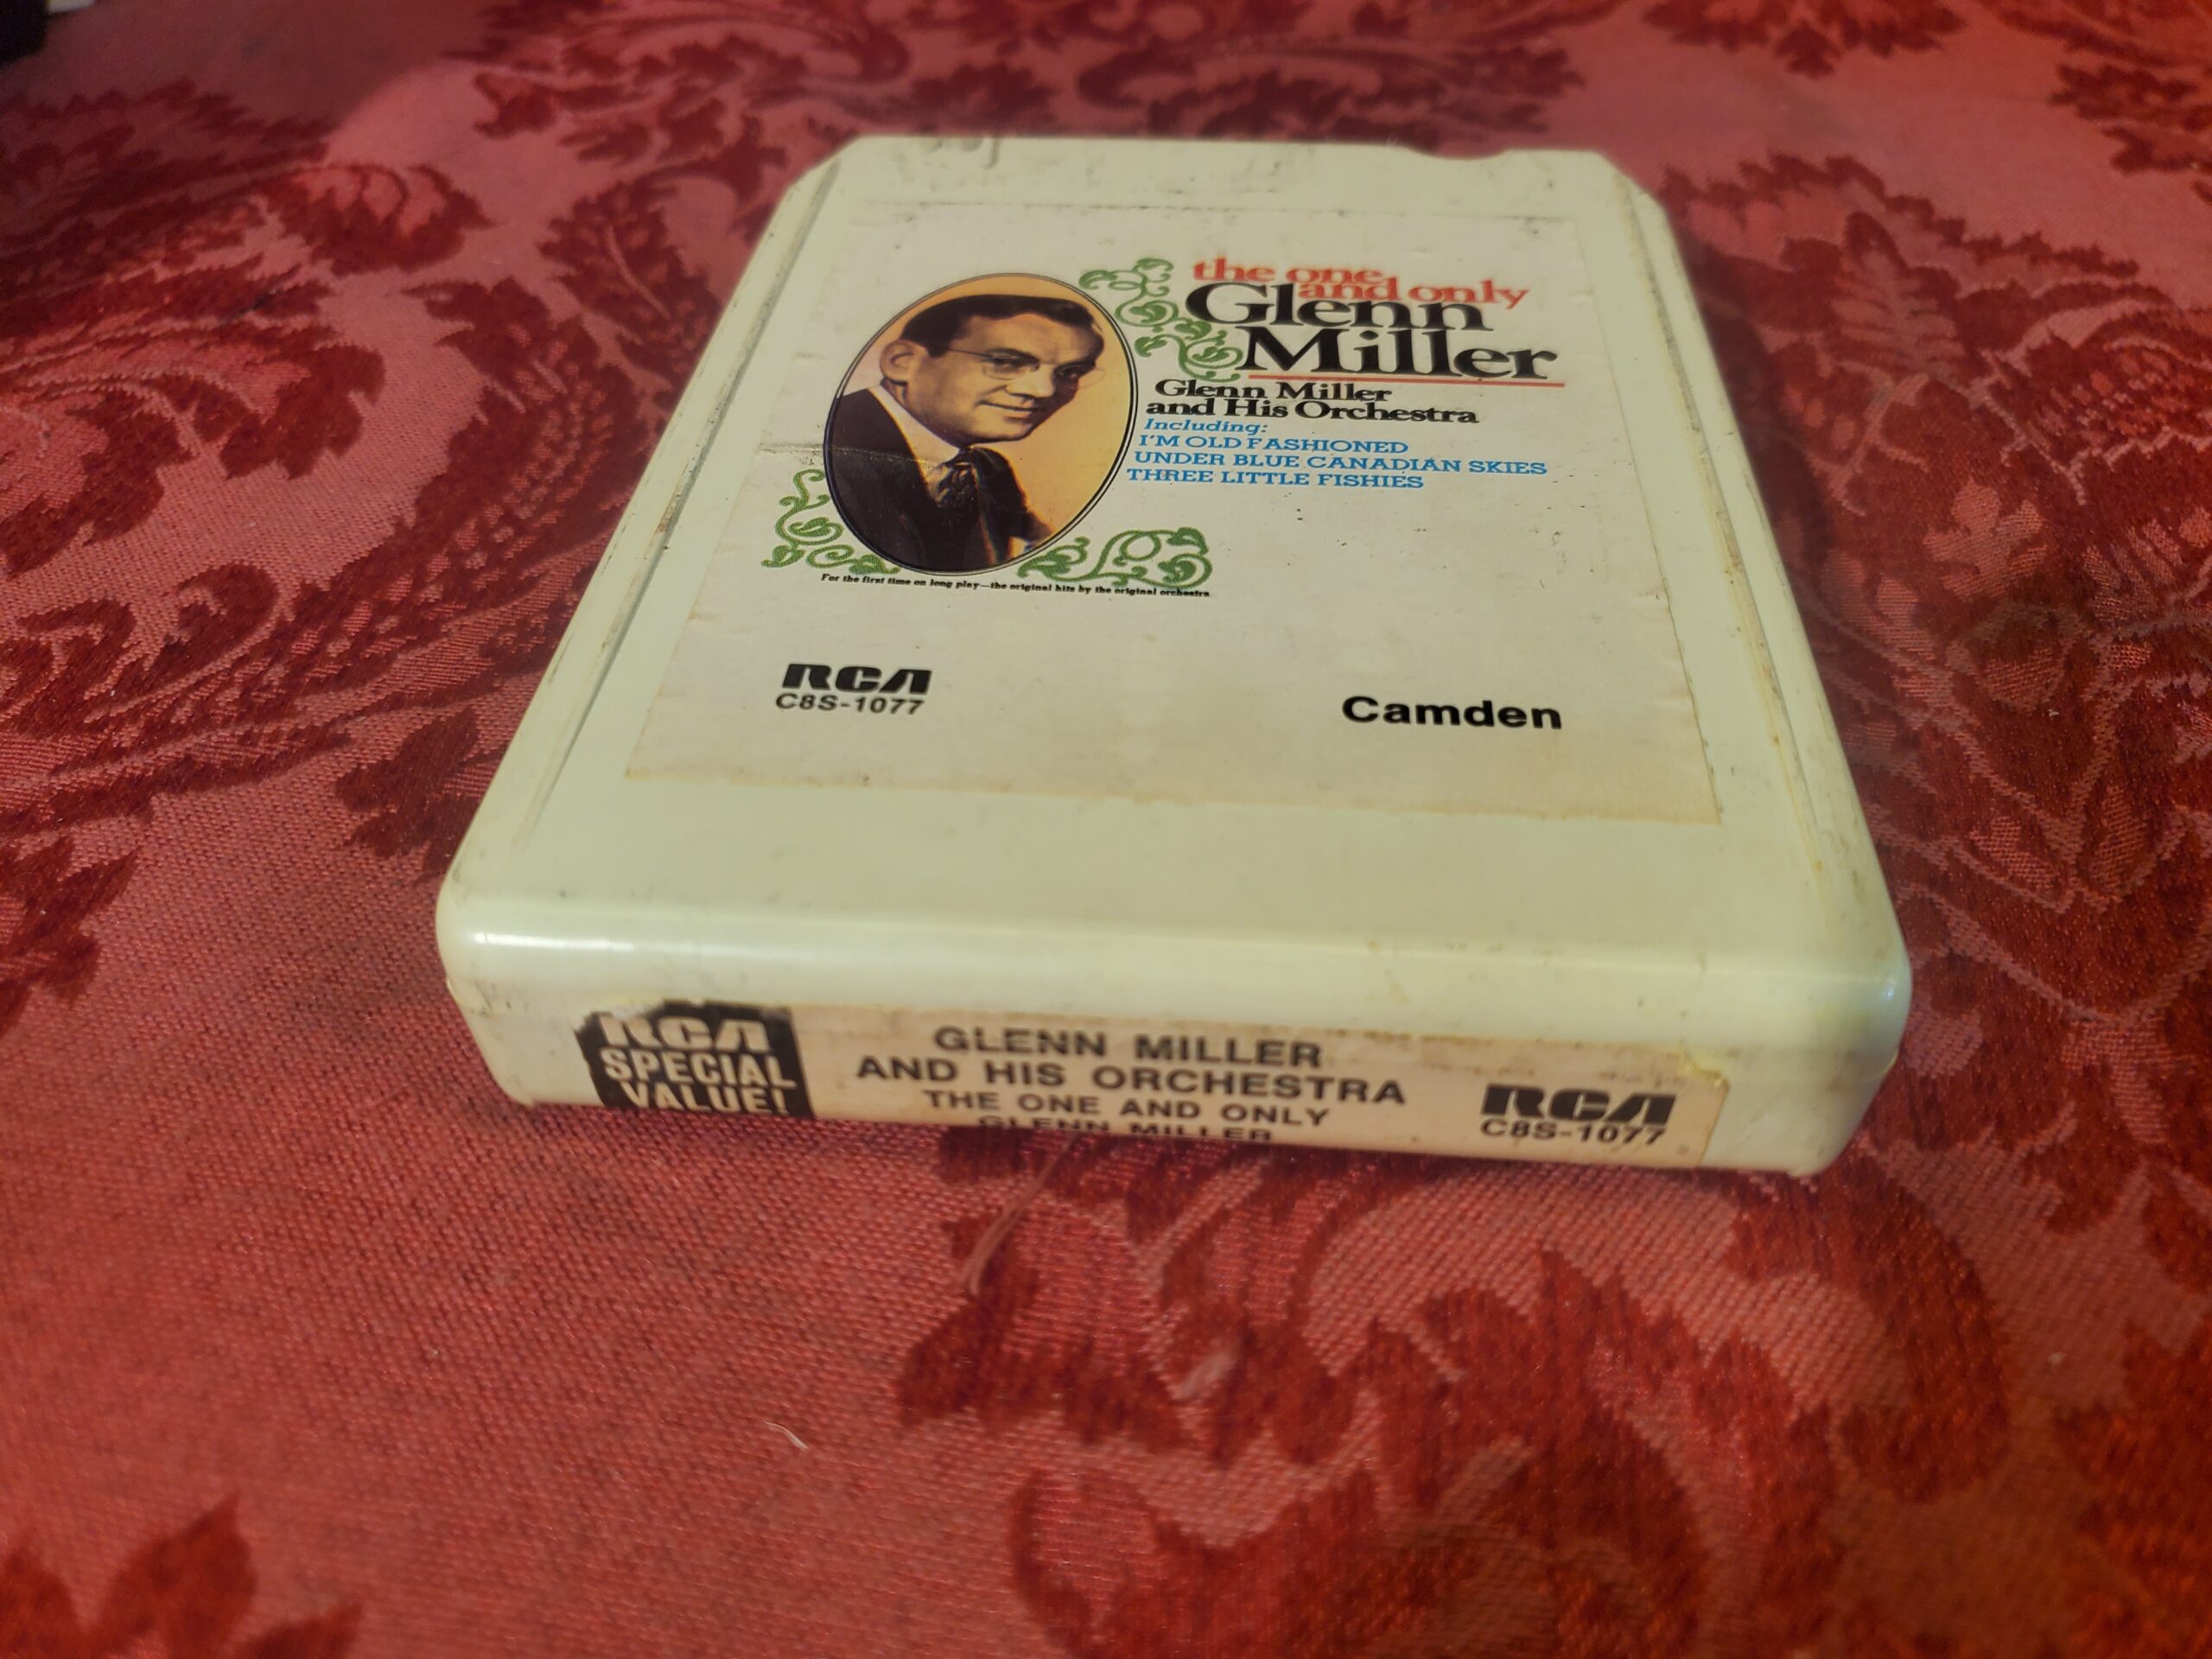 the one
and only
Glenn
Miller
Glenn Miller
and His Orchestra
Including:
I'M OLD FASHIONED
UNDER BLUE CANADIAN SKIES
THREE LITTLE FISHIES
For the first time on long play—the original hits by the original orchestra
RCA
C8S-1077
Camden
RCA
SPECIAL
VALUE!
GLENN MILLER
AND HIS ORCHESTRA
THE ONE AND ONLY
GLENN MILLER
RCA
C8S-1077